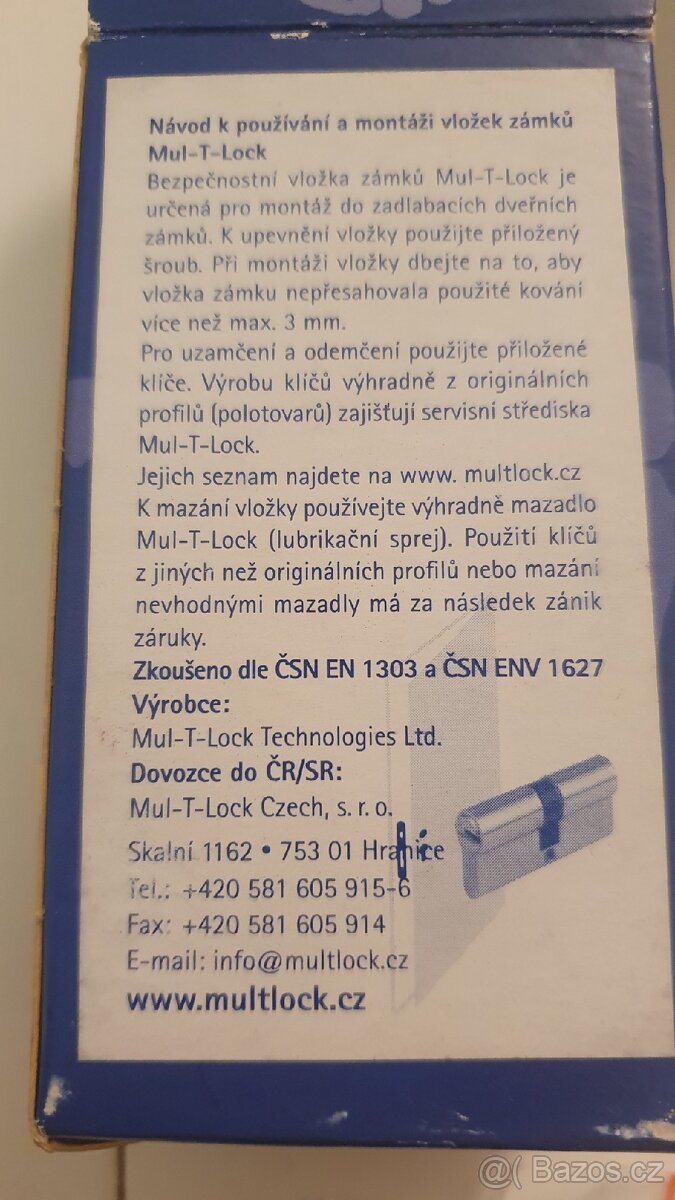 Návod k používání a montáži vložek zámků
Mul-T-Lock
Bezpečnostní vložka zámků Mul-T-Lock je
určená pro montáž do zadlabacích dveřních
zámků. K upevnění vložky použijte přiložený
šroub. Při montáži vložky dbejte na to, aby
vložka zámku nepřesahovala použité kování
více než max. 3 mm.
Pro uzamčení a odemčení použijte přiložené
klíče. Výrobu klíčů výhradně z originálních
profilů (polotovarů) zajišťují servisní střediska
Mul-T-Lock.
Jejich seznam najdete na www. multlock.cz
K mazání vložky používejte výhradně mazadlo
Mul-T-Lock (lubrikační sprej). Použití klíčů
z jiných než originálních profilů nebo mazání
nevhodnými mazadly má za následek zánik
záruky.
Zkoušeno dle ČSN EN 1303 a ČSN ENV 1627
Výrobce:
Mul-T-Lock Technologies Ltd.
Dovozce do ČR/SR:
Mul-T-Lock Czech, s. r. o.
Skalní 1162 • 753 01 Hranice
Tel.: +420 581 605 915-6
Fax: +420 581 605 914
E-mail: info@multlock.cz
www.multlock.cz
@( Bazos.cz